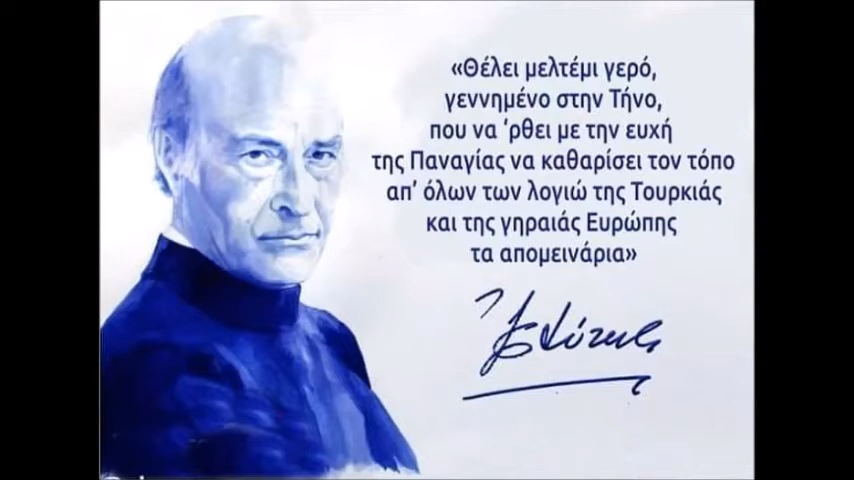 «Θέλει μελτέμι γερό,
γεννημένο στην Τήνο,
που να ‘ρθει με την ευχή
της Παναγίας να καθαρίσει τον τόπο
απ’ όλων των λογιώ της Τουρκιάς
και της γηραιάς Ευρώπης
τα απομεινάρια»